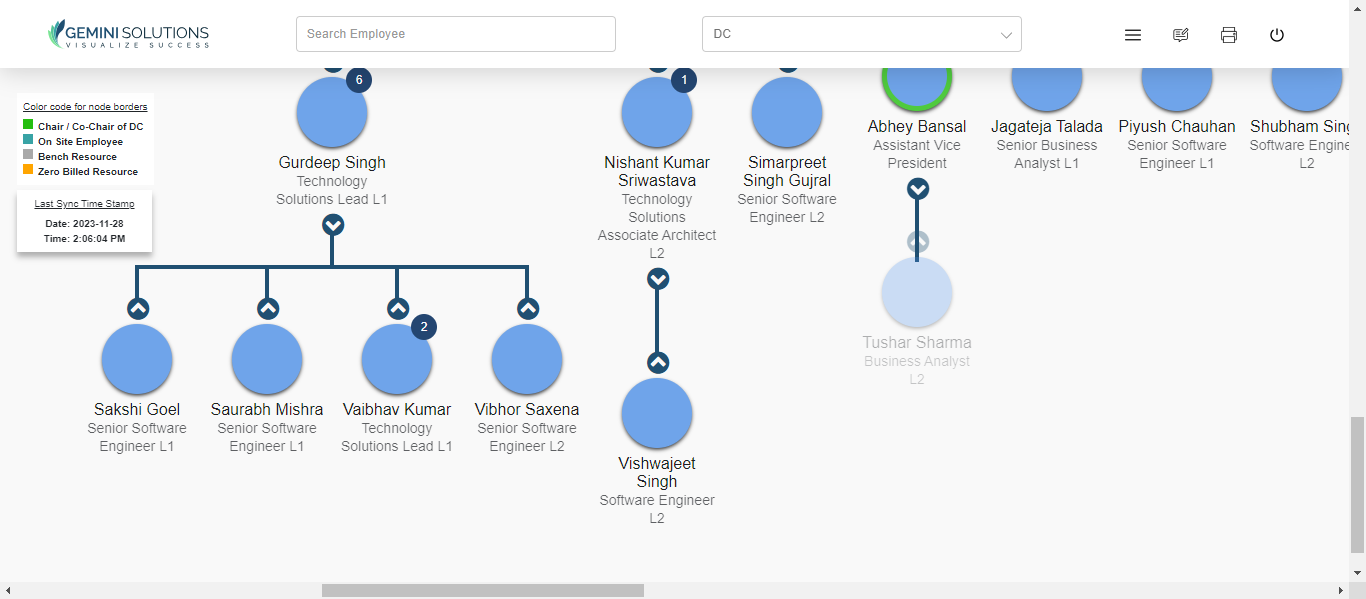 GEMINI SOLUTIONS
VISUALIZE SUCCESS
Search Employee
DC
6
1
Color code for node borders
Chair / Co-Chair of DC
On Site Employee
Bench Resource
Zero Billed Resource
Last Sync Time Stamp
Date: 2023-11-28
Time: 2:06:04 PM
Gurdeep Singh
Technology
Solutions Lead L1
Nishant Kumar
Sriwastava
Technology
Solutions
Associate Architect
L2
Simarpreet
Singh Gujral
Senior Software
Engineer L2
Abhey Bansal
Assistant Vice
President
Jagateja Talada
Senior Business
Analyst L1
Piyush Chauhan
Senior Software
Engineer L1
Shubham Sing
Software Engine
L2
2
Sakshi Goel
Senior Software
Engineer L1
Saurabh Mishra
Senior Software
Engineer L1
Vaibhav Kumar
Technology
Solutions Lead L1
Vibhor Saxena
Senior Software
Engineer L2
Vishwajeet
Singh
Software Engineer
L2
Tushar Sharma
Business Analyst
L2